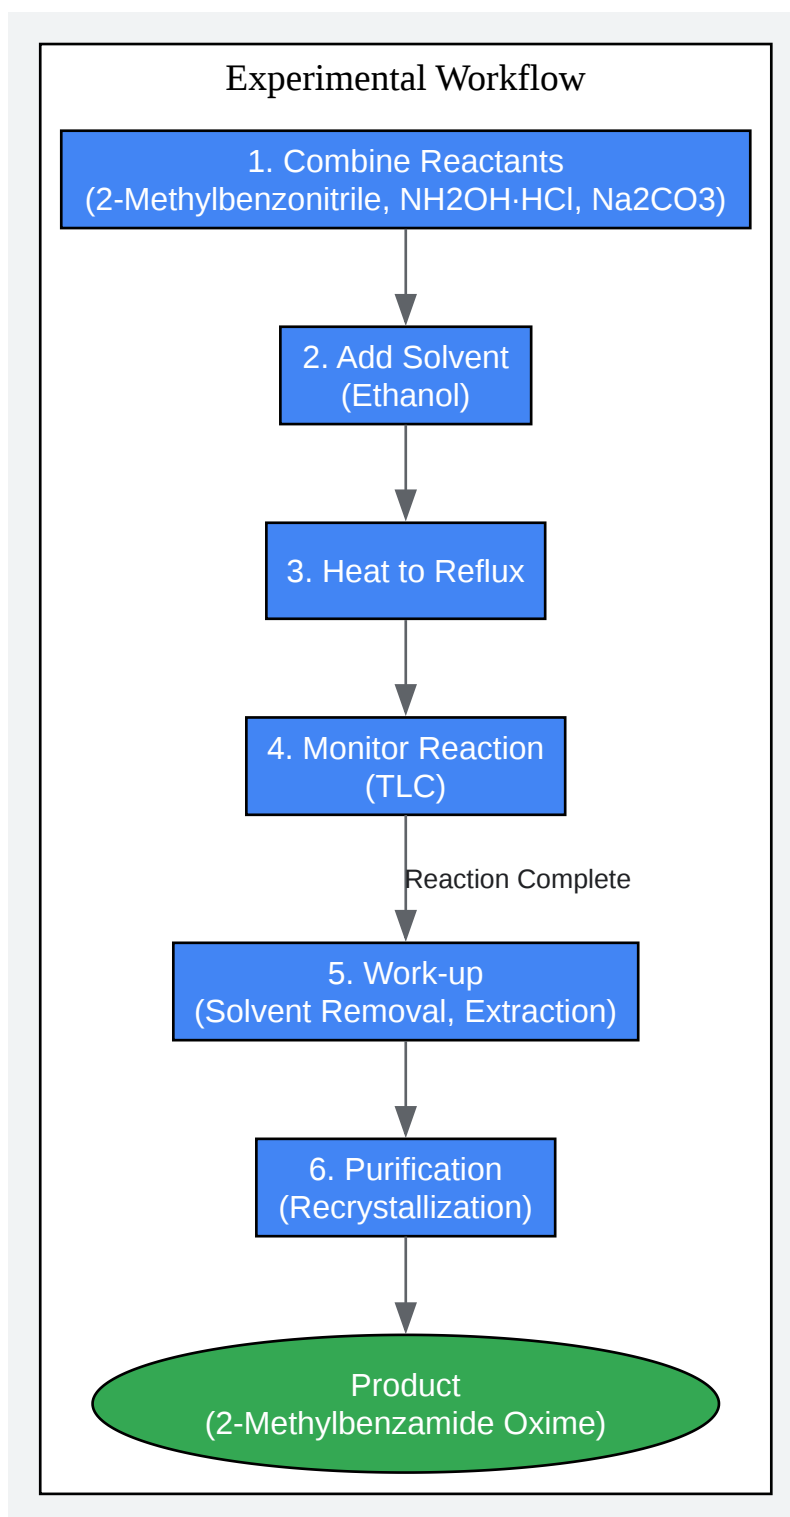 Experimental Workflow
1. Combine Reactants
(2-Methylbenzonitrile, NH2OH·HCl, Na2CO3)
2. Add Solvent
(Ethanol)
3. Heat to Reflux
4. Monitor Reaction
(TLC)
Reaction Complete
5. Work-up
(Solvent Removal, Extraction)
6. Purification
(Recrystallization)
Product
(2-Methylbenzamide Oxime)